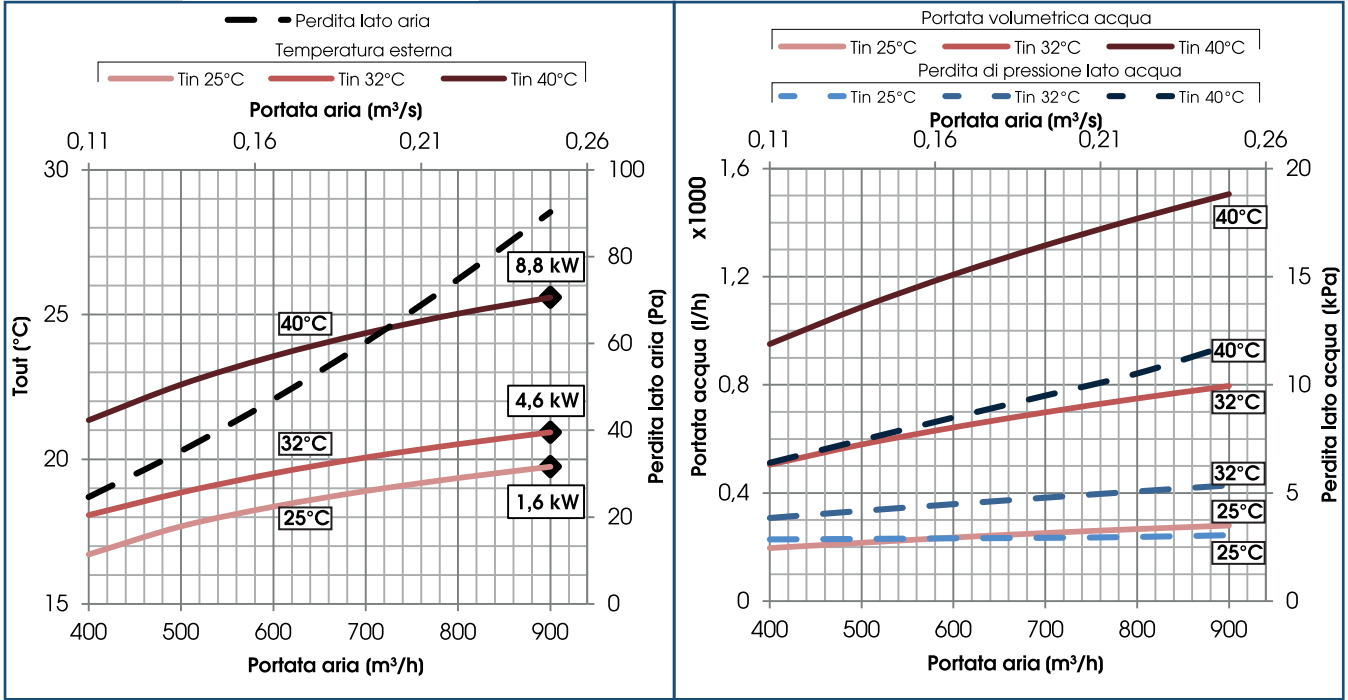 Perdita lato aria
Temperatura esterna
Tin 25°C Tin 32°C Tin 40°C
Portata aria (m³/s)
0,11 0,16 0,21 0,26
30 100
80
25
60
20 40
20
15 0
400 500 600 700 800 900
Tout (°C)
Perdita lato aria (Pa)
8,8 kW
40°C
4,6 kW
32°C
25°C
1,6 kW
Portata aria (m³/h)
Portata volumetrica acqua
Tin 25°C Tin 32°C Tin 40°C
Perdita di pressione lato acqua
Tin 25°C Tin 32°C Tin 40°C
Portata aria (m³/s)
0,11 0,16 0,21 0,26
1,6 20
1,2 15
0,8 10
0,4 5
0 0
400 500 600 700 800 900
x1000
Portata acqua (l/h)
Perdita lato acqua (kPa)
40°C
40°C
32°C
32°C
25°C
25°C
Portata aria (m³/h)